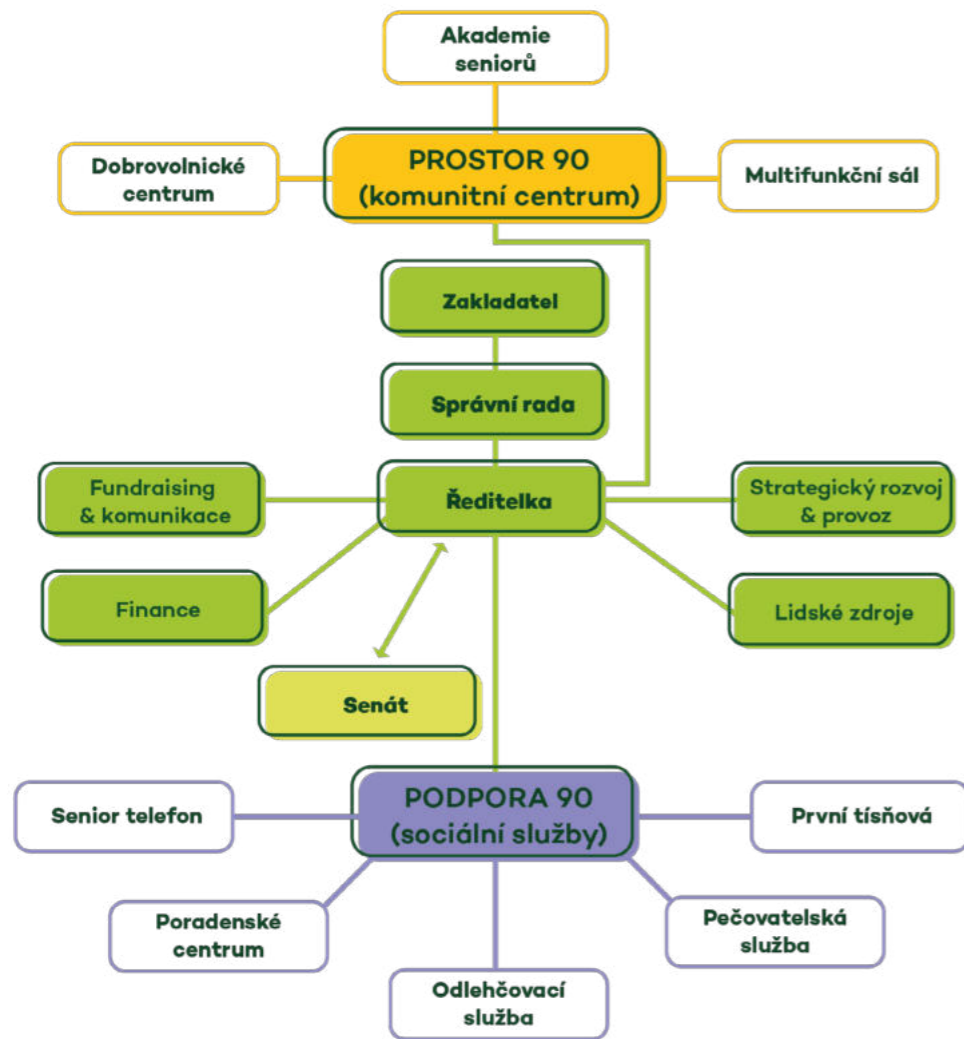 Akademie
seniorů
Dobrovolnické
centrum
PROSTOR 90
(komunitní centrum)
Multifunkční sál
Zakladatel
Správní rada
Fundraising
& komunikace
Ředitelka
Strategický rozvoj
& provoz
Finance
Lidské zdroje
Senát
Senior telefon
PODPORA 90
(sociální služby)
První tísňová
Poradenské
centrum
Pečovatelská
služba
Odlehčovací
služba